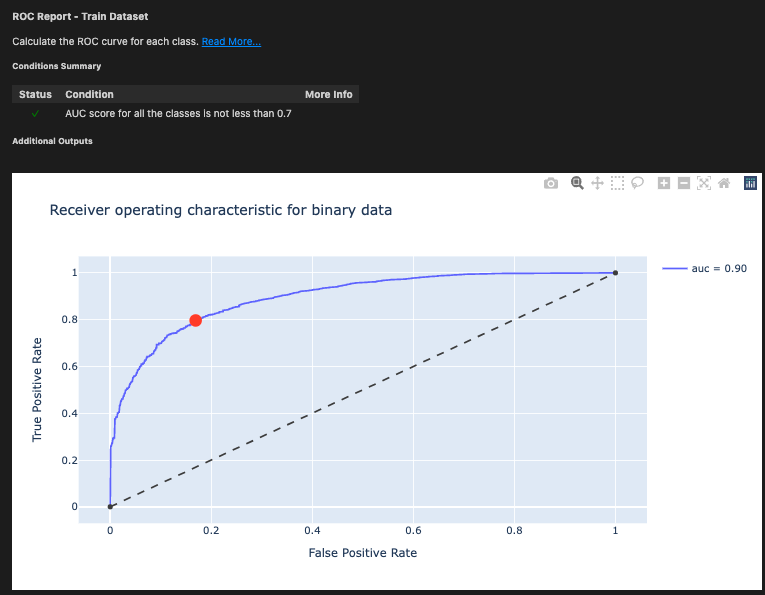 ROC Report - Train Dataset
Calculate the ROC curve for each class. Read More...
Conditions Summary
Status Condition More Info
✓ AUC score for all the classes is not less than 0.7
Additional Outputs
Receiver operating characteristic for binary data
auc = 0.90
1
0.8
0.6
0.4
0.2
0
True Positive Rate
0 0.2 0.4 0.6 0.8 1
False Positive Rate